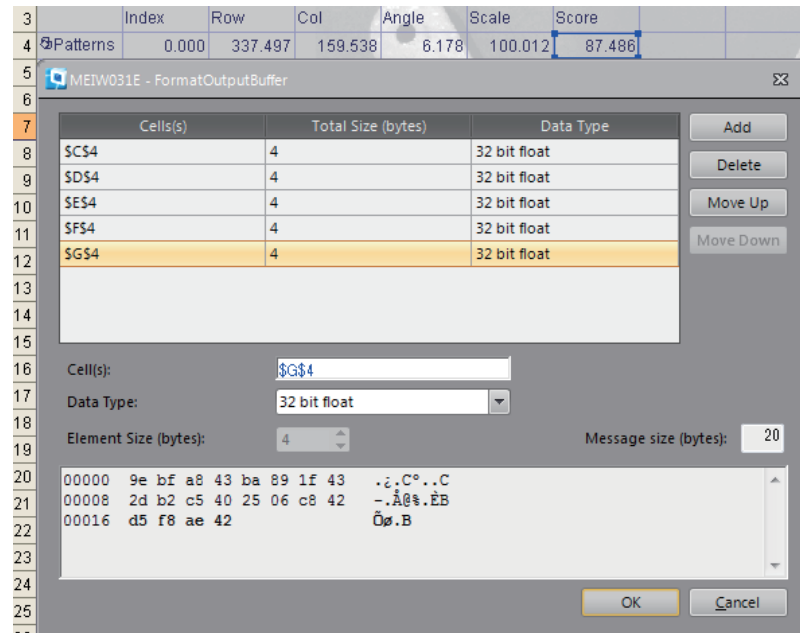 3 Index Row Col Angle Scale Score
4 Patterns 0.000 337.497 159.538 6.178 100.012 87.486
5 MEIW031E - FormatOutputBuffer
6
7 Cells(s) Total Size (bytes) Data Type Add
8 $C$4 4 32 bit float
9 $D$4 4 32 bit float Delete
10 $E$4 4 32 bit float Move Up
11 $F$4 4 32 bit float Move Down
12 $G$4 4 32 bit float
13
14
15
16 Cell(s): $G$4
17 Data Type: 32 bit float
18 Element Size (bytes): 4 Message size (bytes): 20
19
20 00000 9e bf a8 43 ba 89 1f 43 .¿.C°..C
21 00008 2d b2 c5 40 25 06 c8 42 -.Å@%.ÈB
22 00016 d5 f8 ae 42 Õø.B
23
24
25 OK Cancel